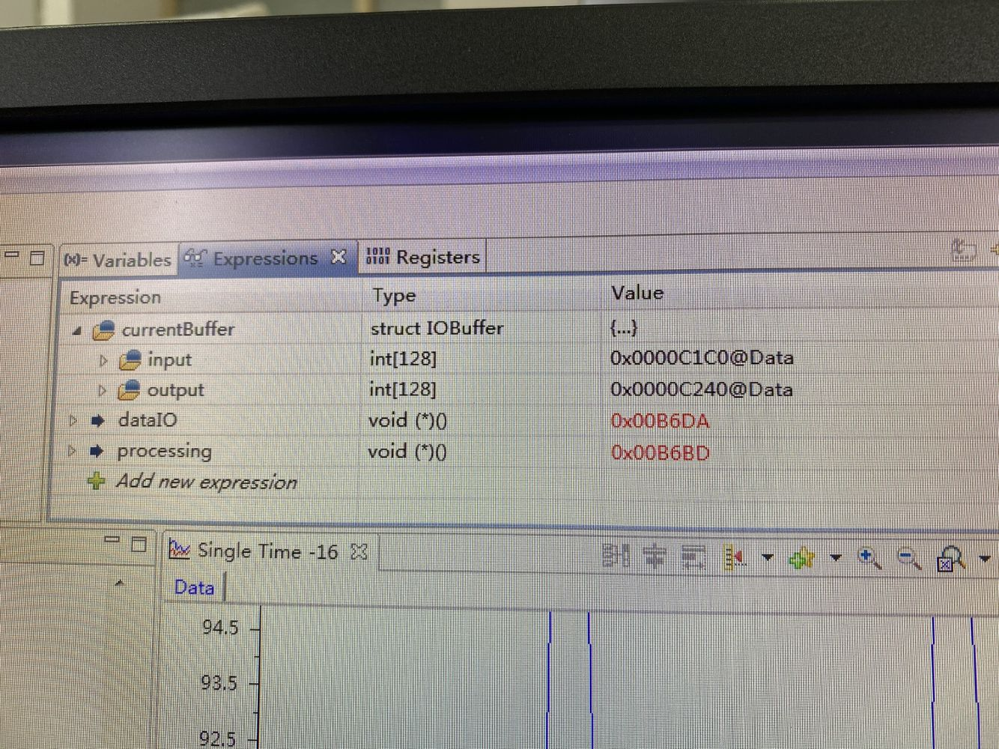 (x)= Variables Expressions 1010 0101 Registers
Expression Type Value
currentBuffer struct IOBuffer {...}
input int[128] 0x0000C1C0@Data
output int[128] 0x0000C240@Data
dataIO void (*)() 0x00B6DA
processing void (*)() 0x00B6BD
Add new expression
Single Time -16
Data
94.5
93.5
92.5